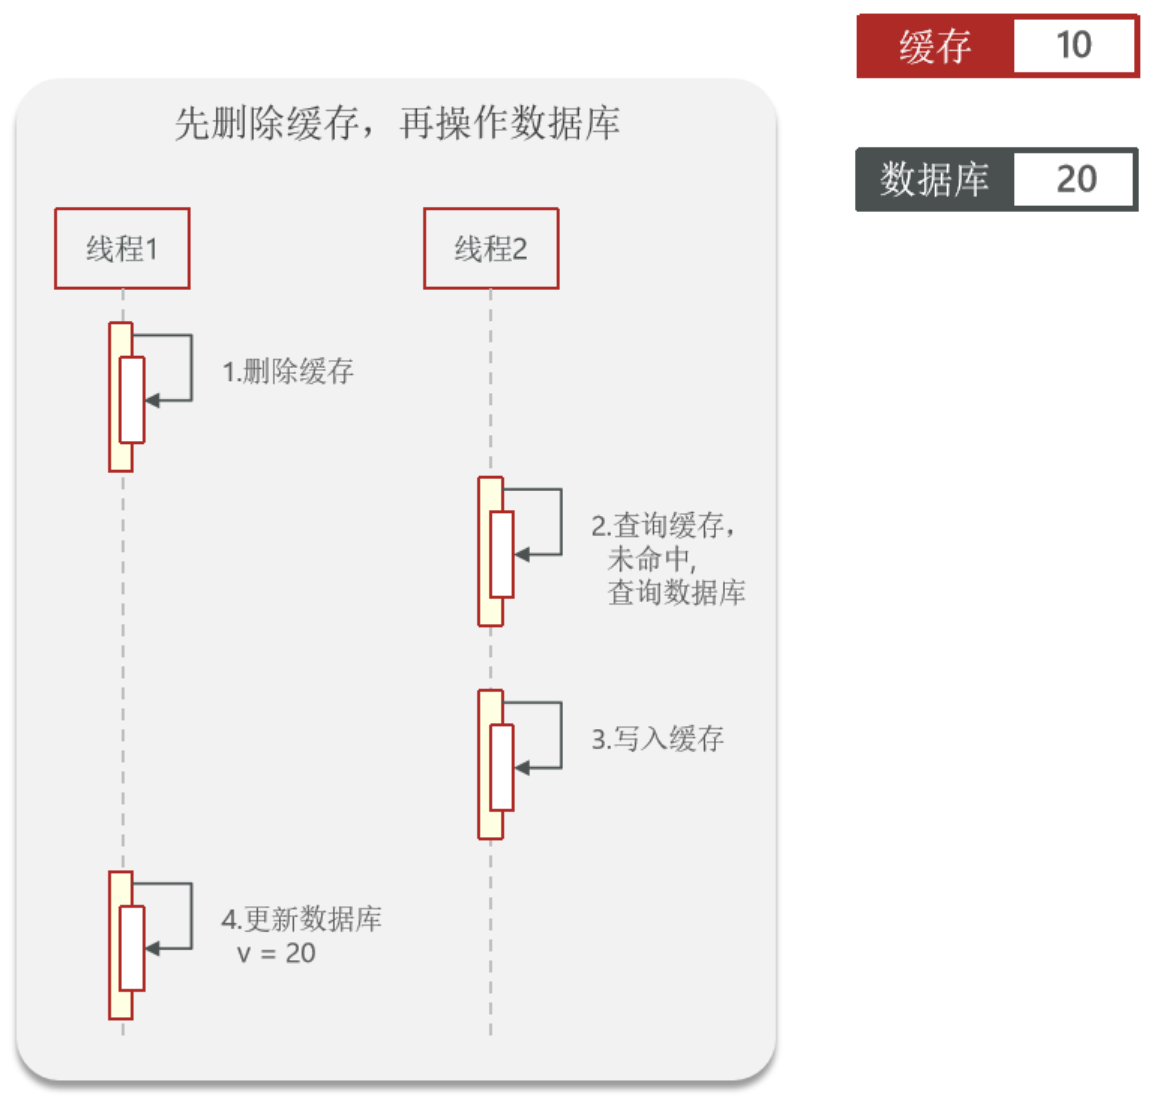 缓存 10
数据库 20
先删除缓存，再操作数据库
线程1
线程2
1.删除缓存
2.查询缓存，
未命中,
查询数据库
3.写入缓存
4.更新数据库
v = 20